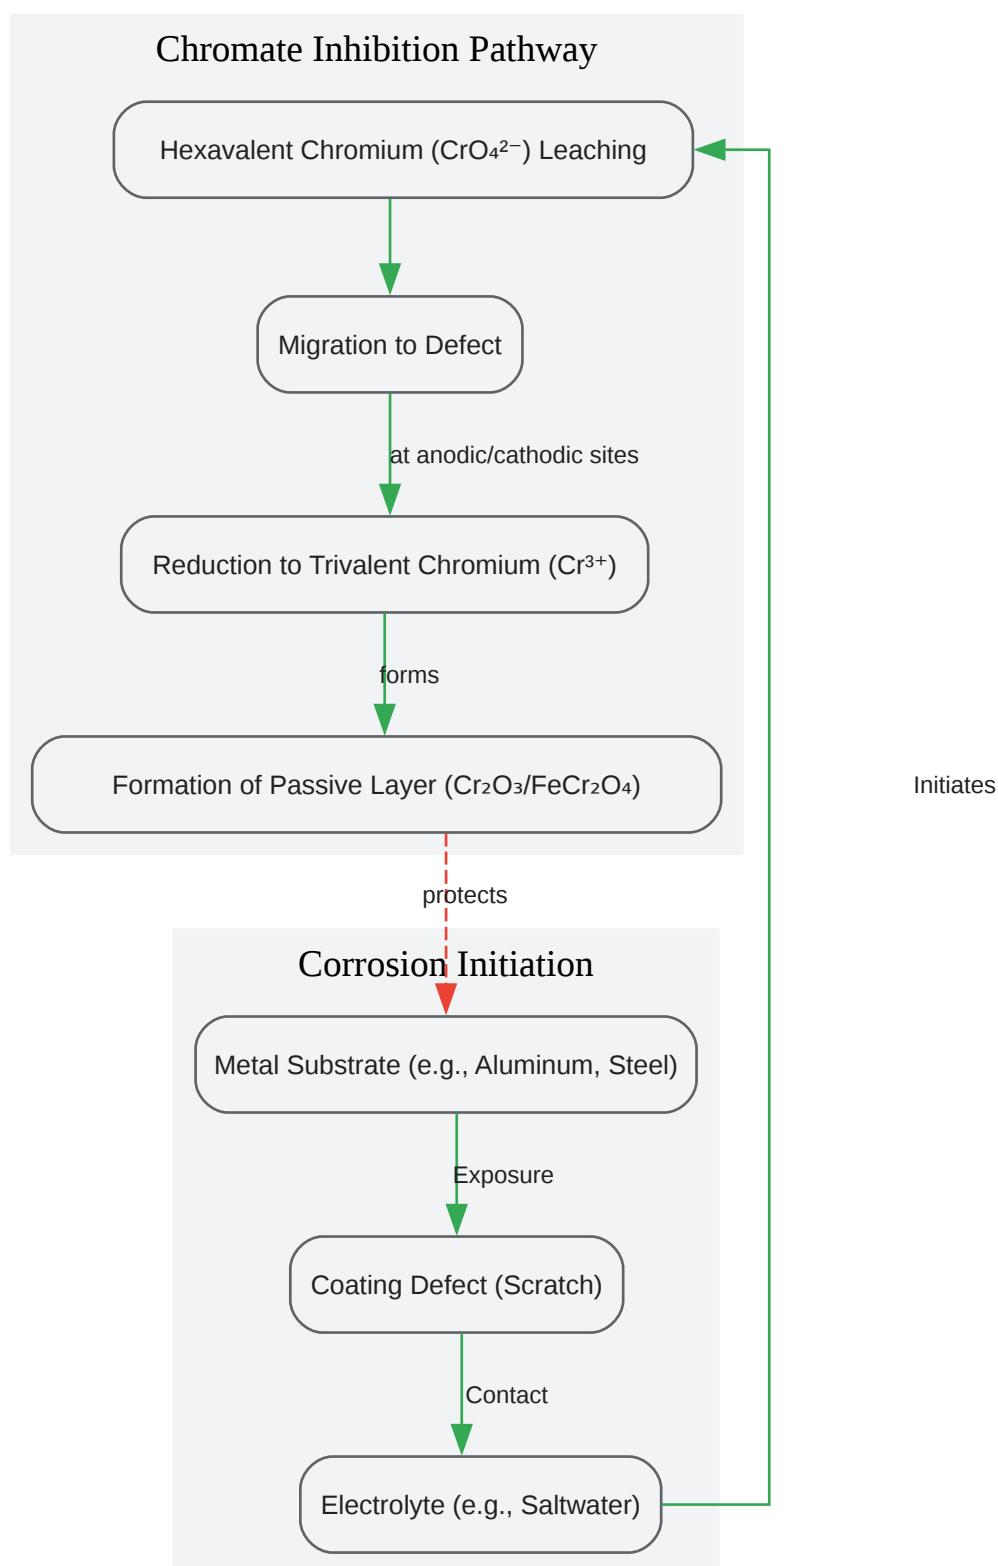 Chromate Inhibition Pathway
Hexavalent Chromium (CrO₄²⁻) Leaching
Migration to Defect
at anodic/cathodic sites
Reduction to Trivalent Chromium (Cr³⁺)
forms
Formation of Passive Layer (Cr₂O₃/FeCr₂O₄)
Initiates
protects
Corrosion Initiation
Metal Substrate (e.g., Aluminum, Steel)
Exposure
Coating Defect (Scratch)
Contact
Electrolyte (e.g., Saltwater)